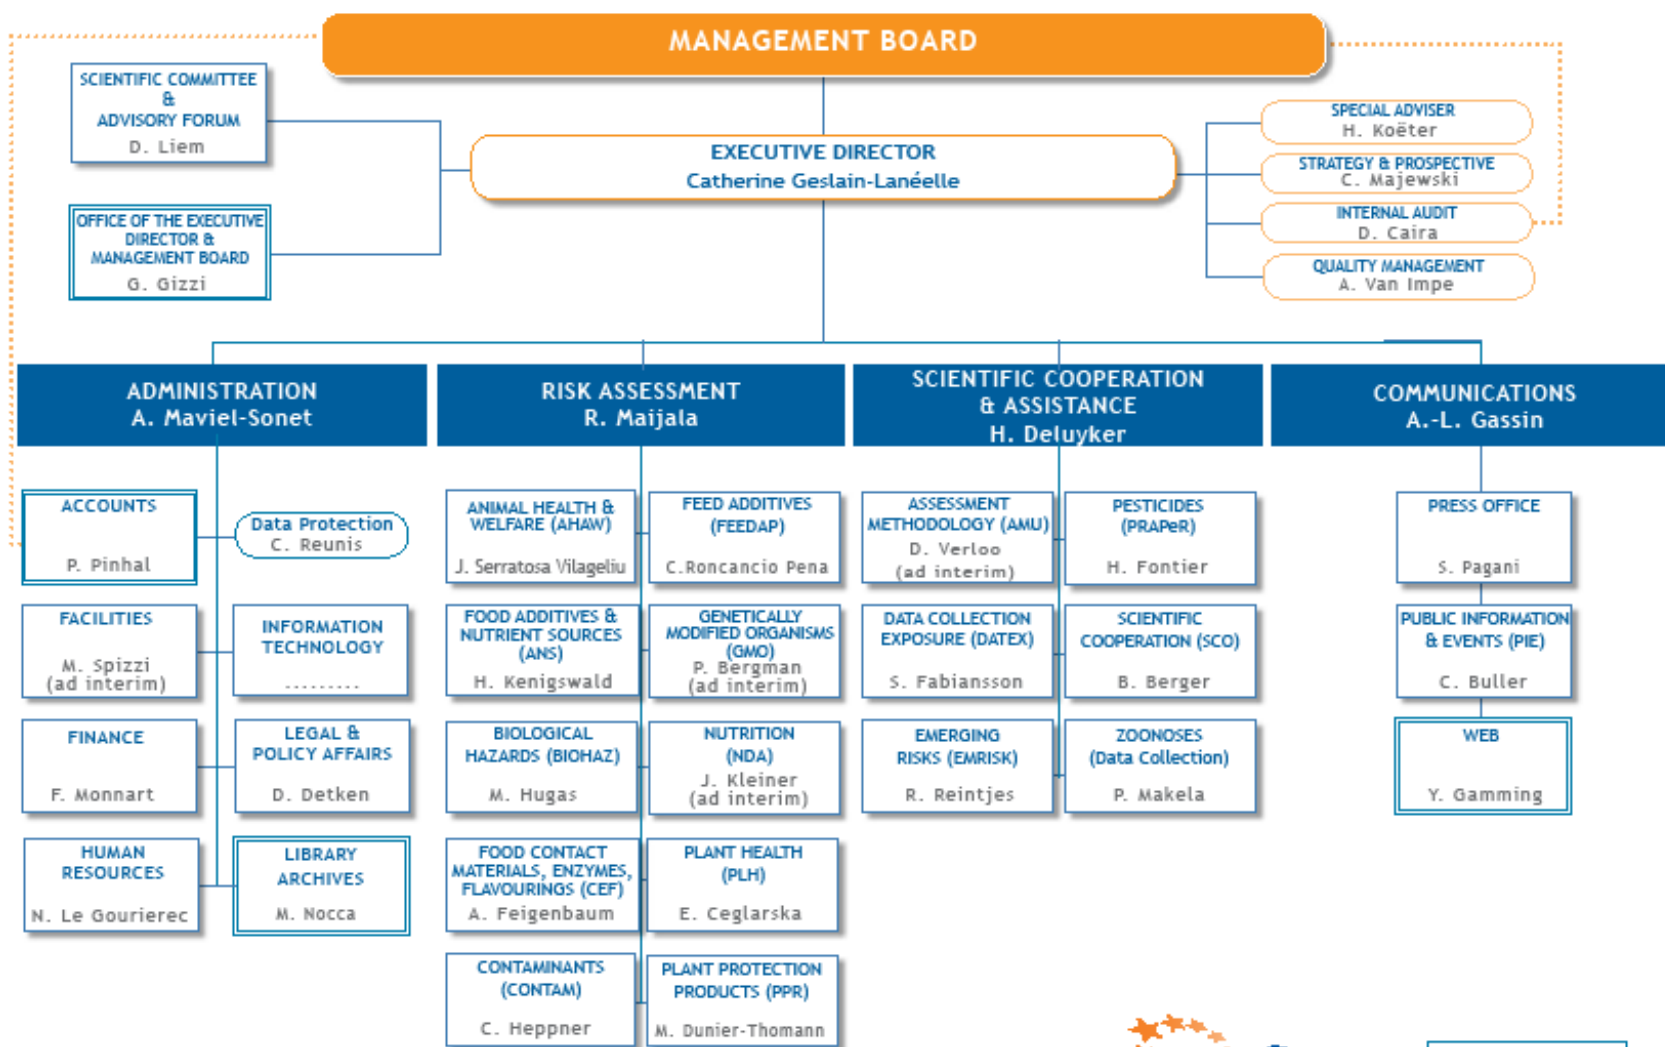 MANAGEMENT BOARD
SCIENTIFIC COMMITTEE
&
ADVISORY FORUM
D. Liem
EXECUTIVE DIRECTOR
Catherine Geslain-Lanéelle
SPECIAL ADVISER
H. Koëter
STRATEGY & PROSPECTIVE
C. Majewski
INTERNAL AUDIT
D. Caira
QUALITY MANAGEMENT
A. Van Impe
OFFICE OF THE EXECUTIVE
DIRECTOR &
MANAGEMENT BOARD
G. Gizzi
ADMINISTRATION
A. Maviel-Sonet
RISK ASSESSMENT
R. Maijala
SCIENTIFIC COOPERATION
& ASSISTANCE
H. Deluyker
COMMUNICATIONS
A.-L. Gassin
ACCOUNTS
P. Pinhal
Data Protection
C. Reunis
FACILITIES
M. Spizzi
(ad interim)
INFORMATION
TECHNOLOGY
.........
FINANCE
F. Monnart
LEGAL &
POLICY AFFAIRS
D. Detken
HUMAN
RESOURCES
N. Le Gourierec
LIBRARY
ARCHIVES
M. Nocca
ANIMAL HEALTH &
WELFARE (AHAW)
J. Serratosa Vilageliu
FEED ADDITIVES
(FEEDAP)
C.Roncancio Pena
FOOD ADDITIVES &
NUTRIENT SOURCES
(ANS)
H. Kenigswald
GENETICALLY
MODIFIED ORGANISMS
(GMO)
P. Bergman
(ad interim)
BIOLOGICAL
HAZARDS (BIOHAZ)
M. Hugas
NUTRITION
(NDA)
J. Kleiner
(ad interim)
FOOD CONTACT
MATERIALS, ENZYMES,
FLAVOURINGS (CEF)
A. Feigenbaum
PLANT HEALTH
(PLH)
E. Ceglarska
CONTAMINANTS
(CONTAM)
C. Heppner
PLANT PROTECTION
PRODUCTS (PPR)
M. Dunier-Thomann
ASSESSMENT
METHODOLOGY (AMU)
D. Verloo
(ad interim)
PESTICIDES
(PRAPeR)
H. Fontier
DATA COLLECTION
EXPOSURE (DATEX)
S. Fabiansson
SCIENTIFIC
COOPERATION (SCO)
B. Berger
EMERGING
RISKS (EMRISK)
R. Reintjes
ZOONOSES
(Data Collection)
P. Makela
PRESS OFFICE
S. Pagani
PUBLIC INFORMATION
& EVENTS (PIE)
C. Buller
WEB
Y. Gamming